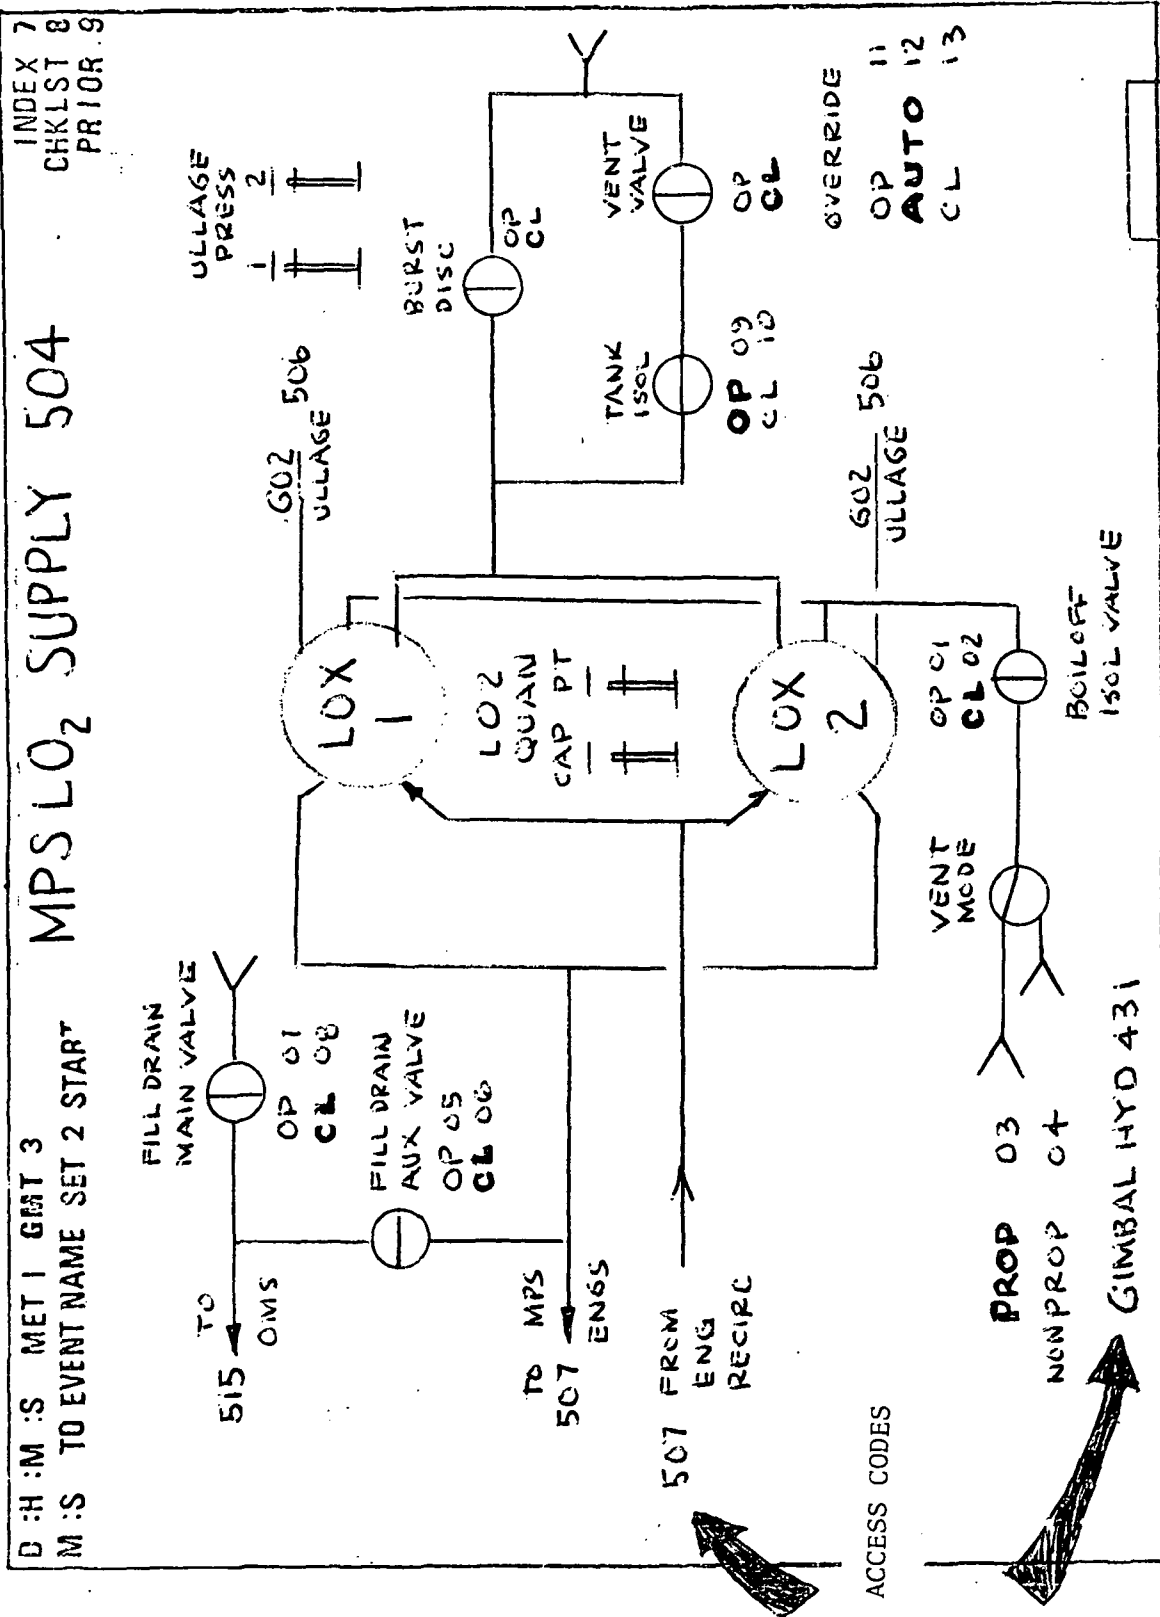 D :H :M :S MET 1 GMT 3
M :S TO EVENT NAME SET 2 START
MPS LO2 SUPPLY 504
INDEX 7
CHKLST 8
PRIOR 9
FILL DRAIN
MAIN VALVE
OP 07
CL 08
TO
OMS
515
FILL DRAIN
AUX VALVE
OP 05
CL 06
TO MPS
507 ENGS
507 FROM
ENG
RECIRC
LOX
1
LO2
QUAN
CAP PT
LOX
2
GO2 506
ULLAGE
ULLAGE
PRESS
1 2
BURST
DISC
OP
CL
TANK
ISOL
OP 09
CL 10
VENT
VALVE
OP
CL
GO2 506
ULLAGE
OVERRIDE
OP 11
AUTO 12
CL 13
VENT
MODE
OP 01
CL 02
BOILOFF
ISOL VALVE
PROP 03
NONPROP 04
GIMBAL HYD 431
ACCESS CODES